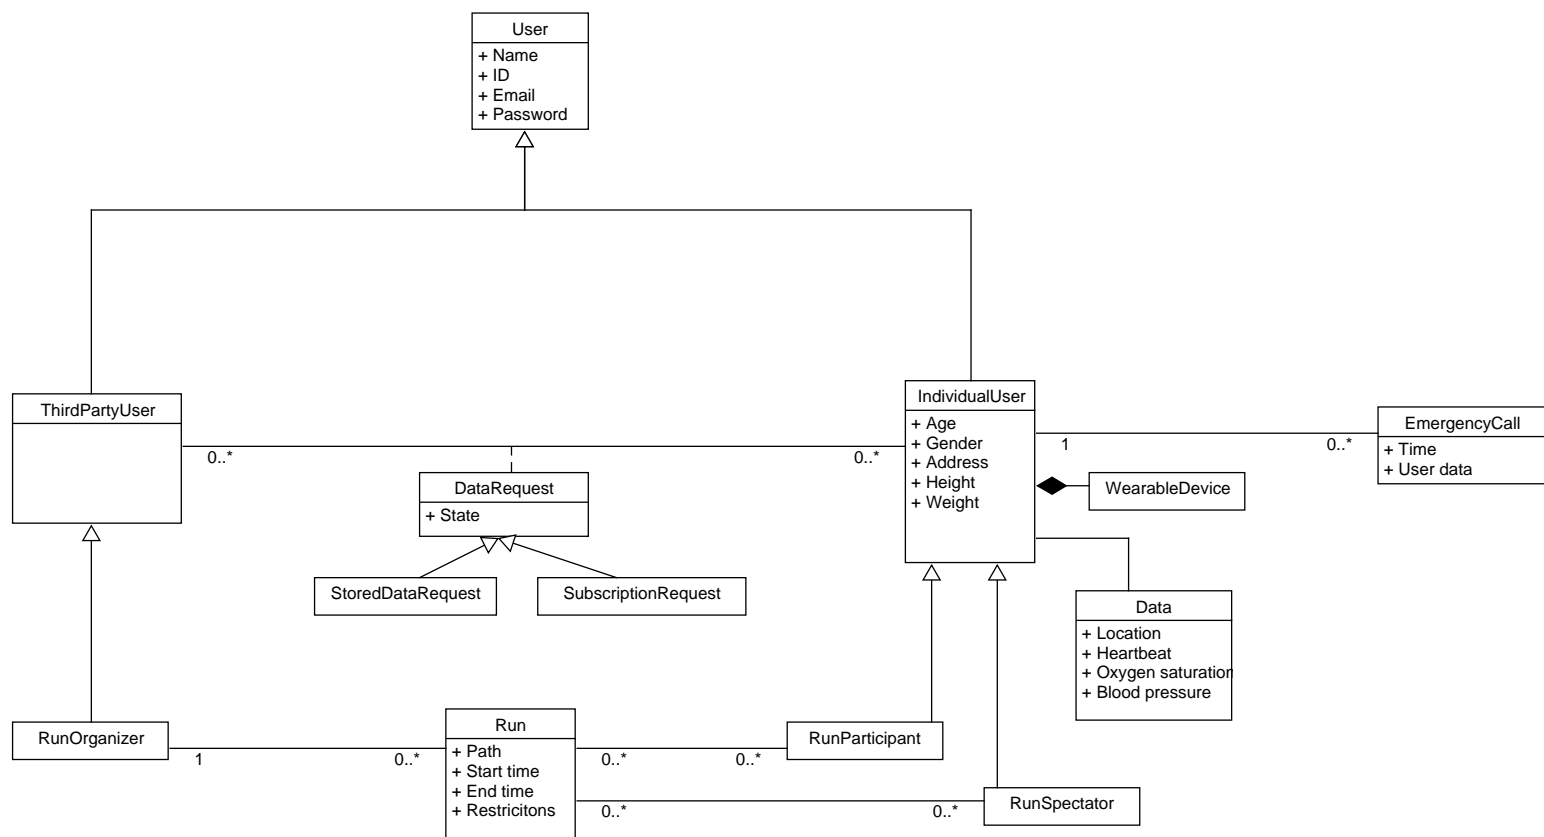 User
+ Name
+ ID
+ Email
+ Password
ThirdPartyUser
IndividualUser
+ Age
+ Gender
+ Address
+ Height
+ Weight
EmergencyCall
+ Time
+ User data
0..*
0..*
1
0..*
DataRequest
+ State
WearableDevice
StoredDataRequest
SubscriptionRequest
Data
+ Location
+ Heartbeat
+ Oxygen saturation
+ Blood pressure
RunOrganizer
Run
+ Path
+ Start time
+ End time
+ Restricitons
RunParticipant
1
0..*
0..*
0..*
RunSpectator
0..*
0..*